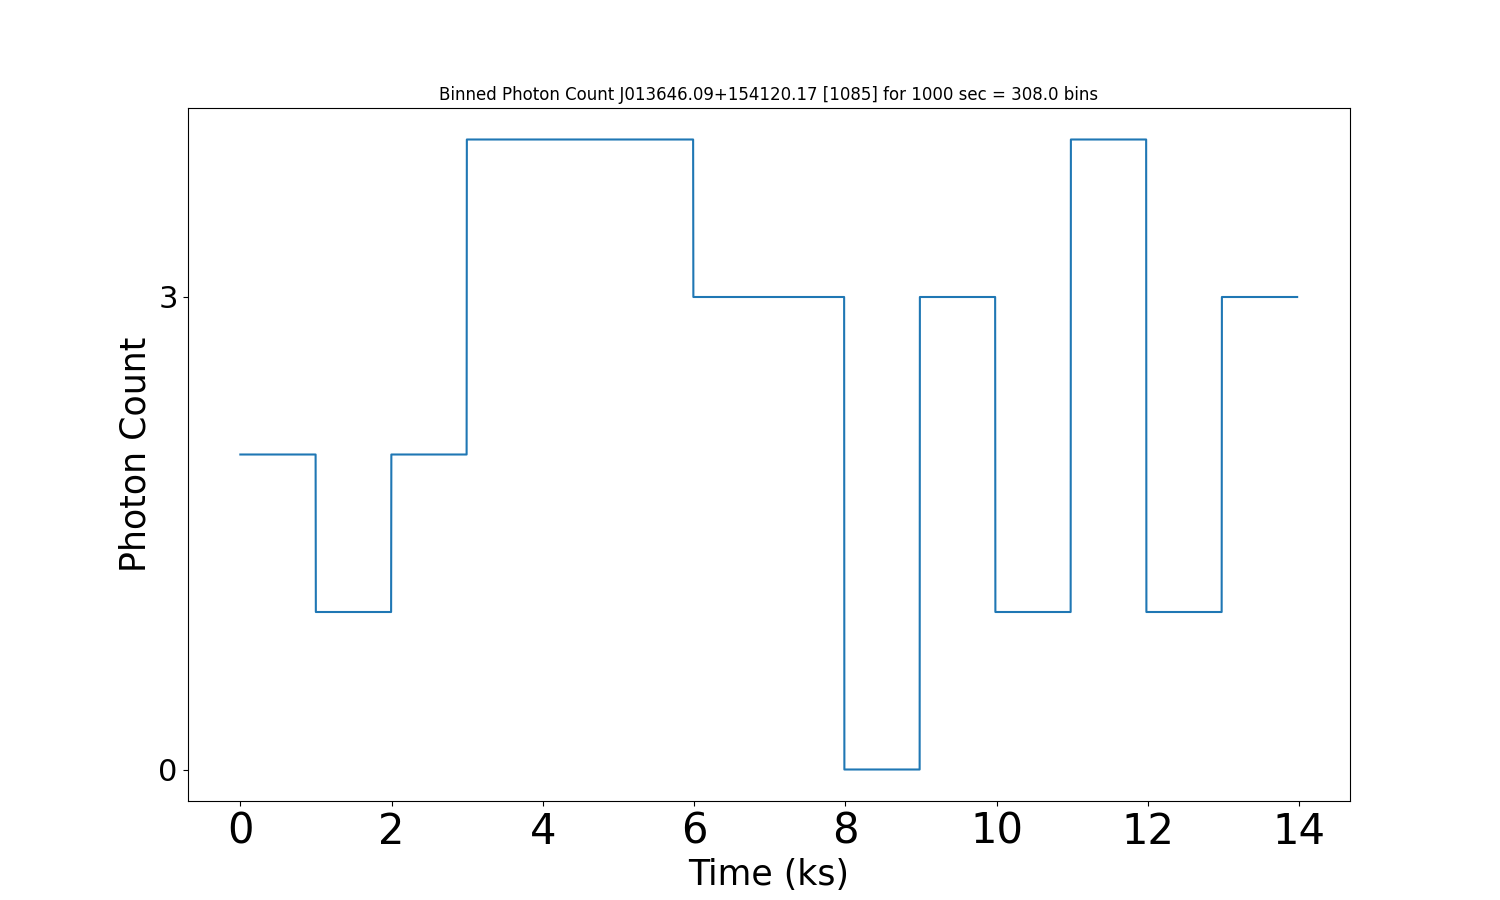 Binned Photon Count J013646.09+154120.17 [1085] for 1000 sec = 308.0 bins
Photon Count
3
0
0 2 4 6 8 10 12 14
Time (ks)